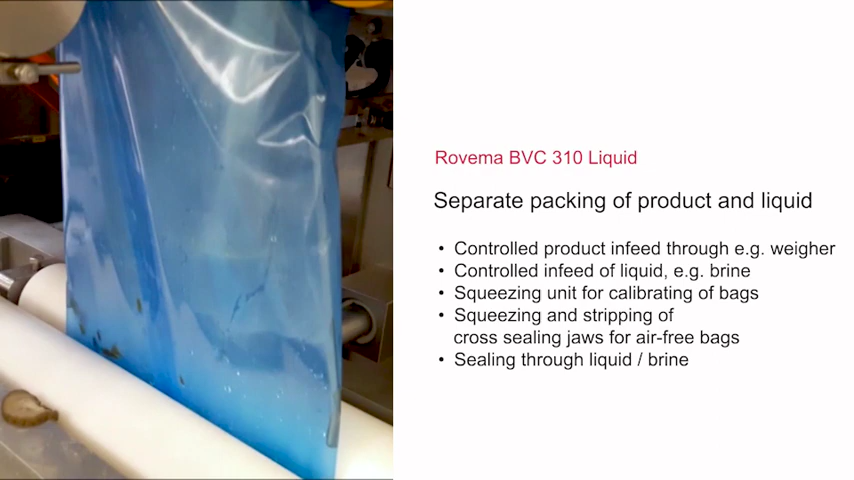 Rovema BVC 310 Liquid
Separate packing of product and liquid
• Controlled product infeed through e.g. weigher
• Controlled infeed of liquid, e.g. brine
• Squeezing unit for calibrating of bags
• Squeezing and stripping of
cross sealing jaws for air-free bags
• Sealing through liquid / brine